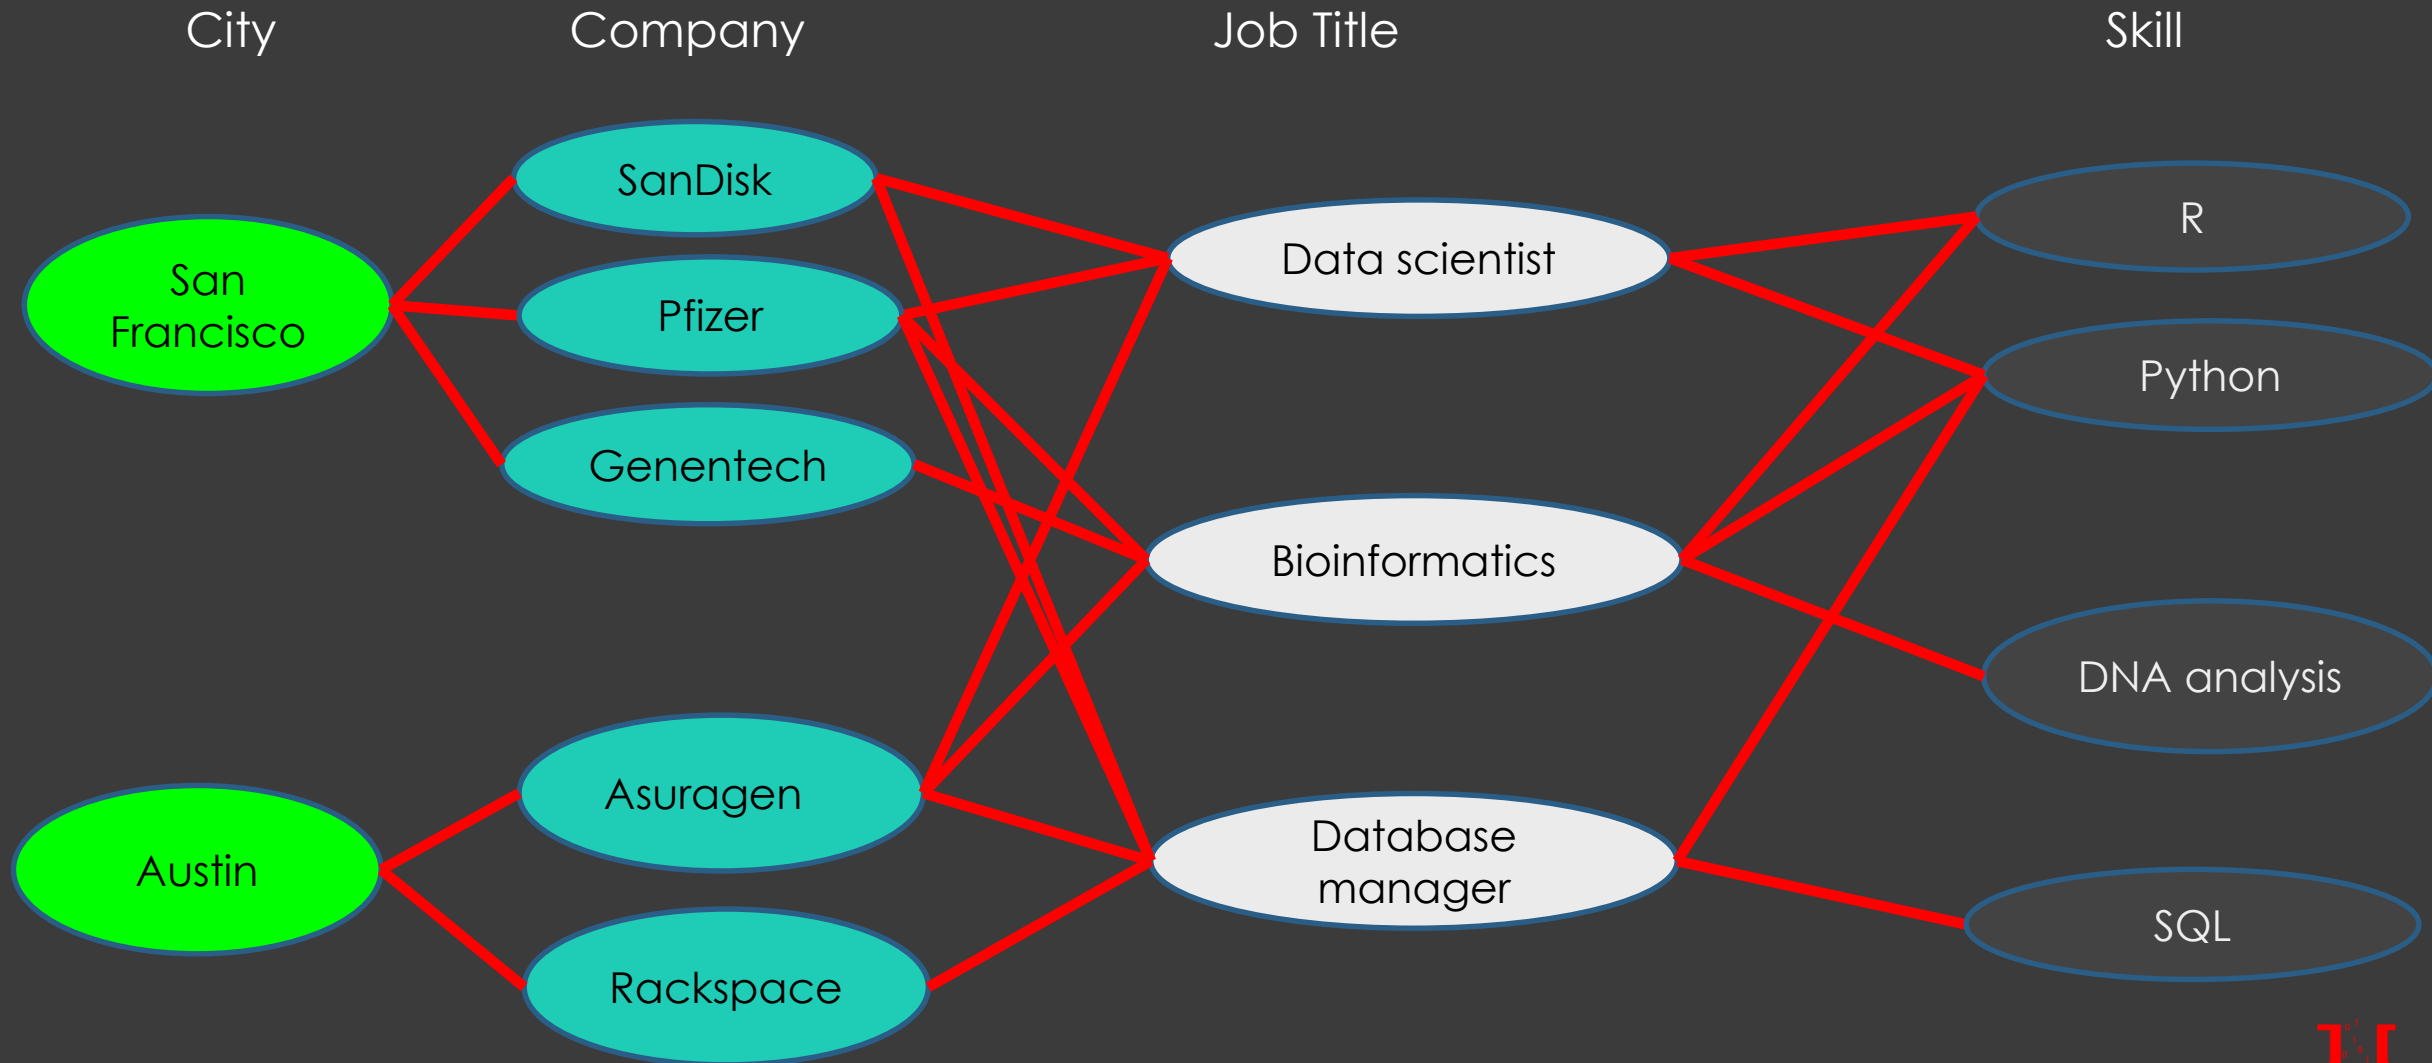 City
Company
Job Title
Skill
SanDisk
R
Data scientist
San
Francisco
Pfizer
Python
Genentech
Bioinformatics
DNA analysis
Asuragen
Database
manager
Austin
SQL
Rackspace